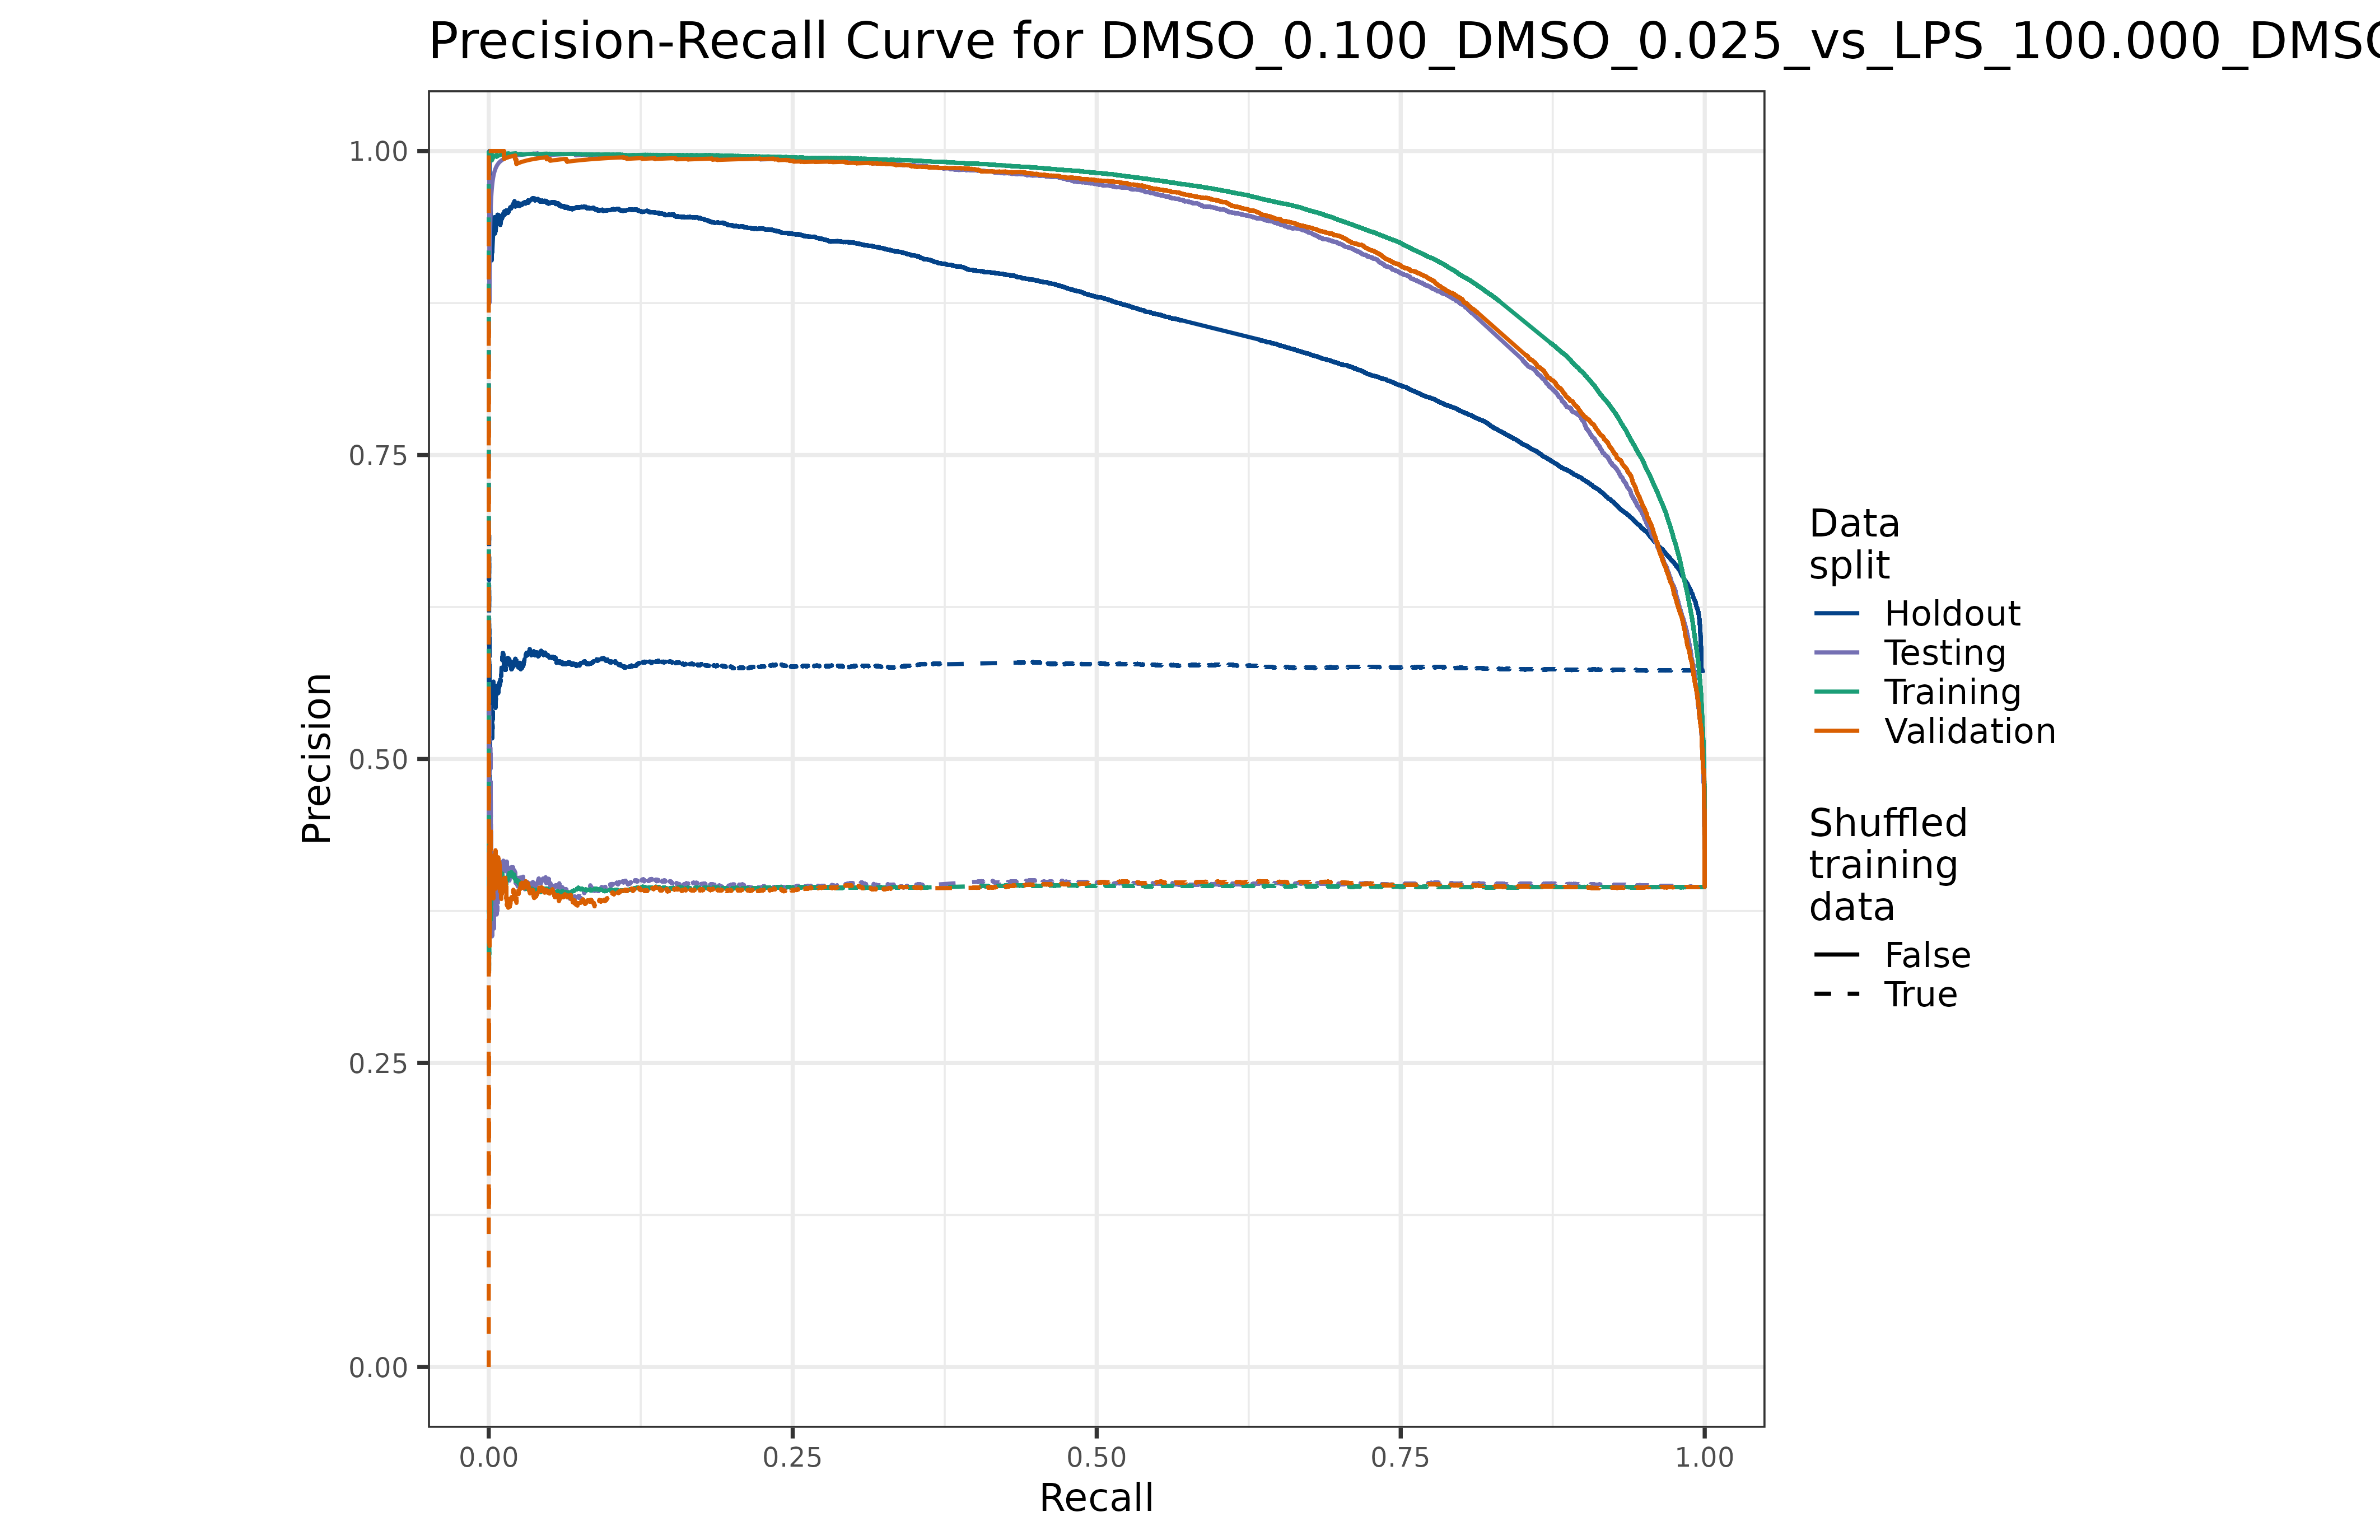 Precision-Recall Curve for DMSO_0.100_DMSO_0.025_vs_LPS_100.000_DMSO
1.00
0.75
0.50
0.25
0.00
Precision
0.00 0.25 0.50 0.75 1.00
Recall
Data
split
Holdout
Testing
Training
Validation
Shuffled
training
data
False
True